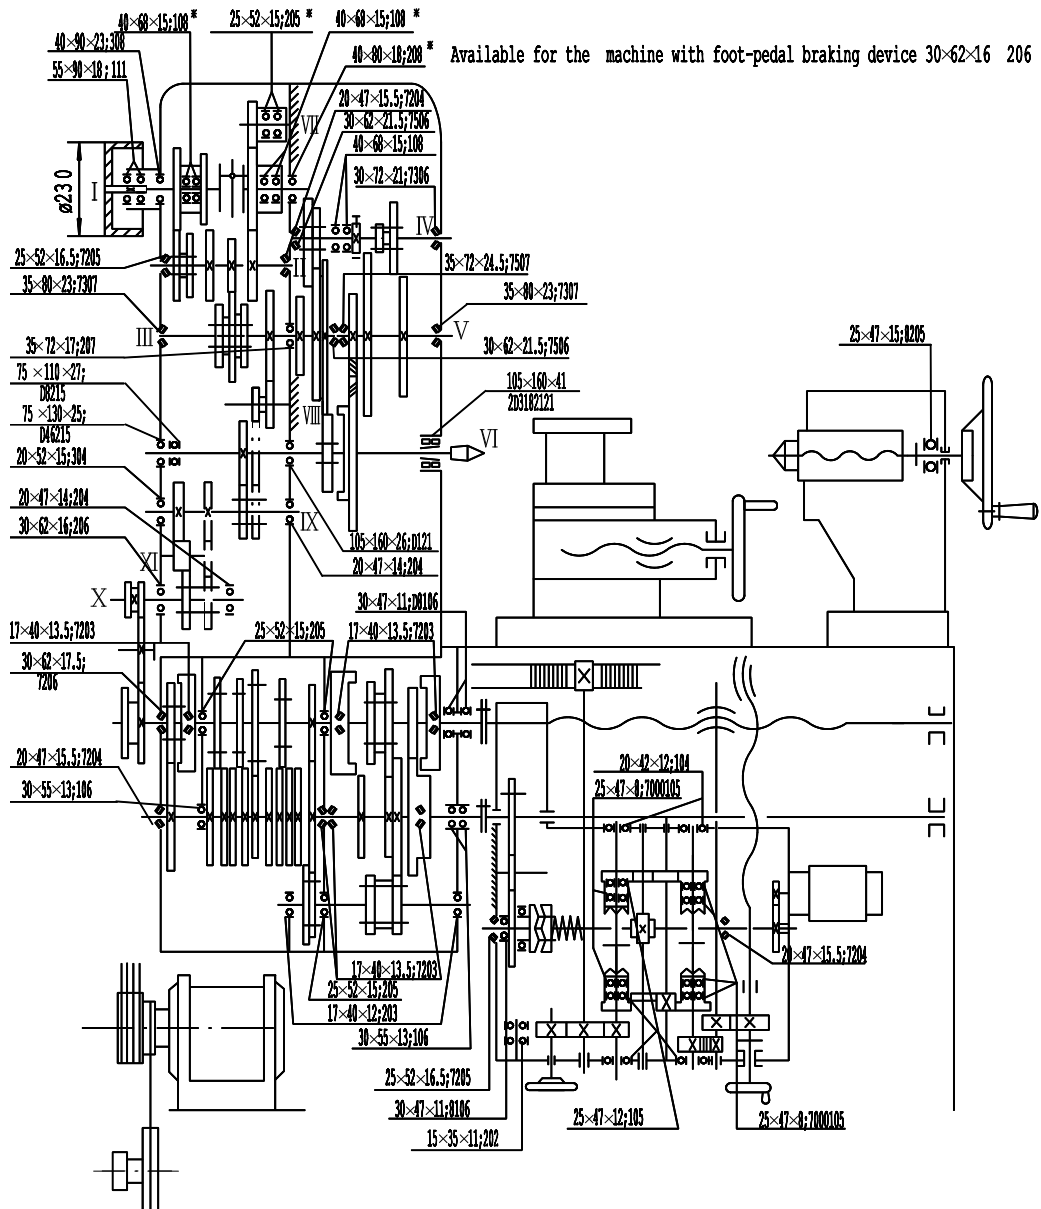 40×68×15;108*
25×52×15;205*
40×68×15;108*
40×90×23;308
40×80×18;208*
Available for the machine with foot-pedal braking device 30×62×16 206
55×90×18;111
20×47×15.5;7204
30×62×21.5;7506
VII
40×68×15;108
30×72×21;7306
ø230
I
IV
25×52×16.5;7205
II
35×72×24.5;7507
35×80×23;7307
35×80×23;7307
III
V
35×72×17;207
30×62×21.5;7506
25×47×15;8205
75×110×27;
D8215
105×160×41
2D3182121
75×130×25;
D46215
VIII
VI
20×52×15;304
20×47×14;204
IX
30×62×16;206
105×160×26;D121
XI
20×47×14;204
X
30×47×11;D8106
17×40×13.5;7203
25×52×15;205
17×40×13.5;7203
30×62×17.5;
7206
20×47×15.5;7204
20×42×12;104
30×55×13;106
25×47×8;7000105
20×47×15.5;7204
17×40×13.5;7203
25×52×15;205
17×40×12;203
30×55×13;106
25×52×16.5;7205
30×47×11;8106
25×47×12;105
25×47×8;7000105
15×35×11;202